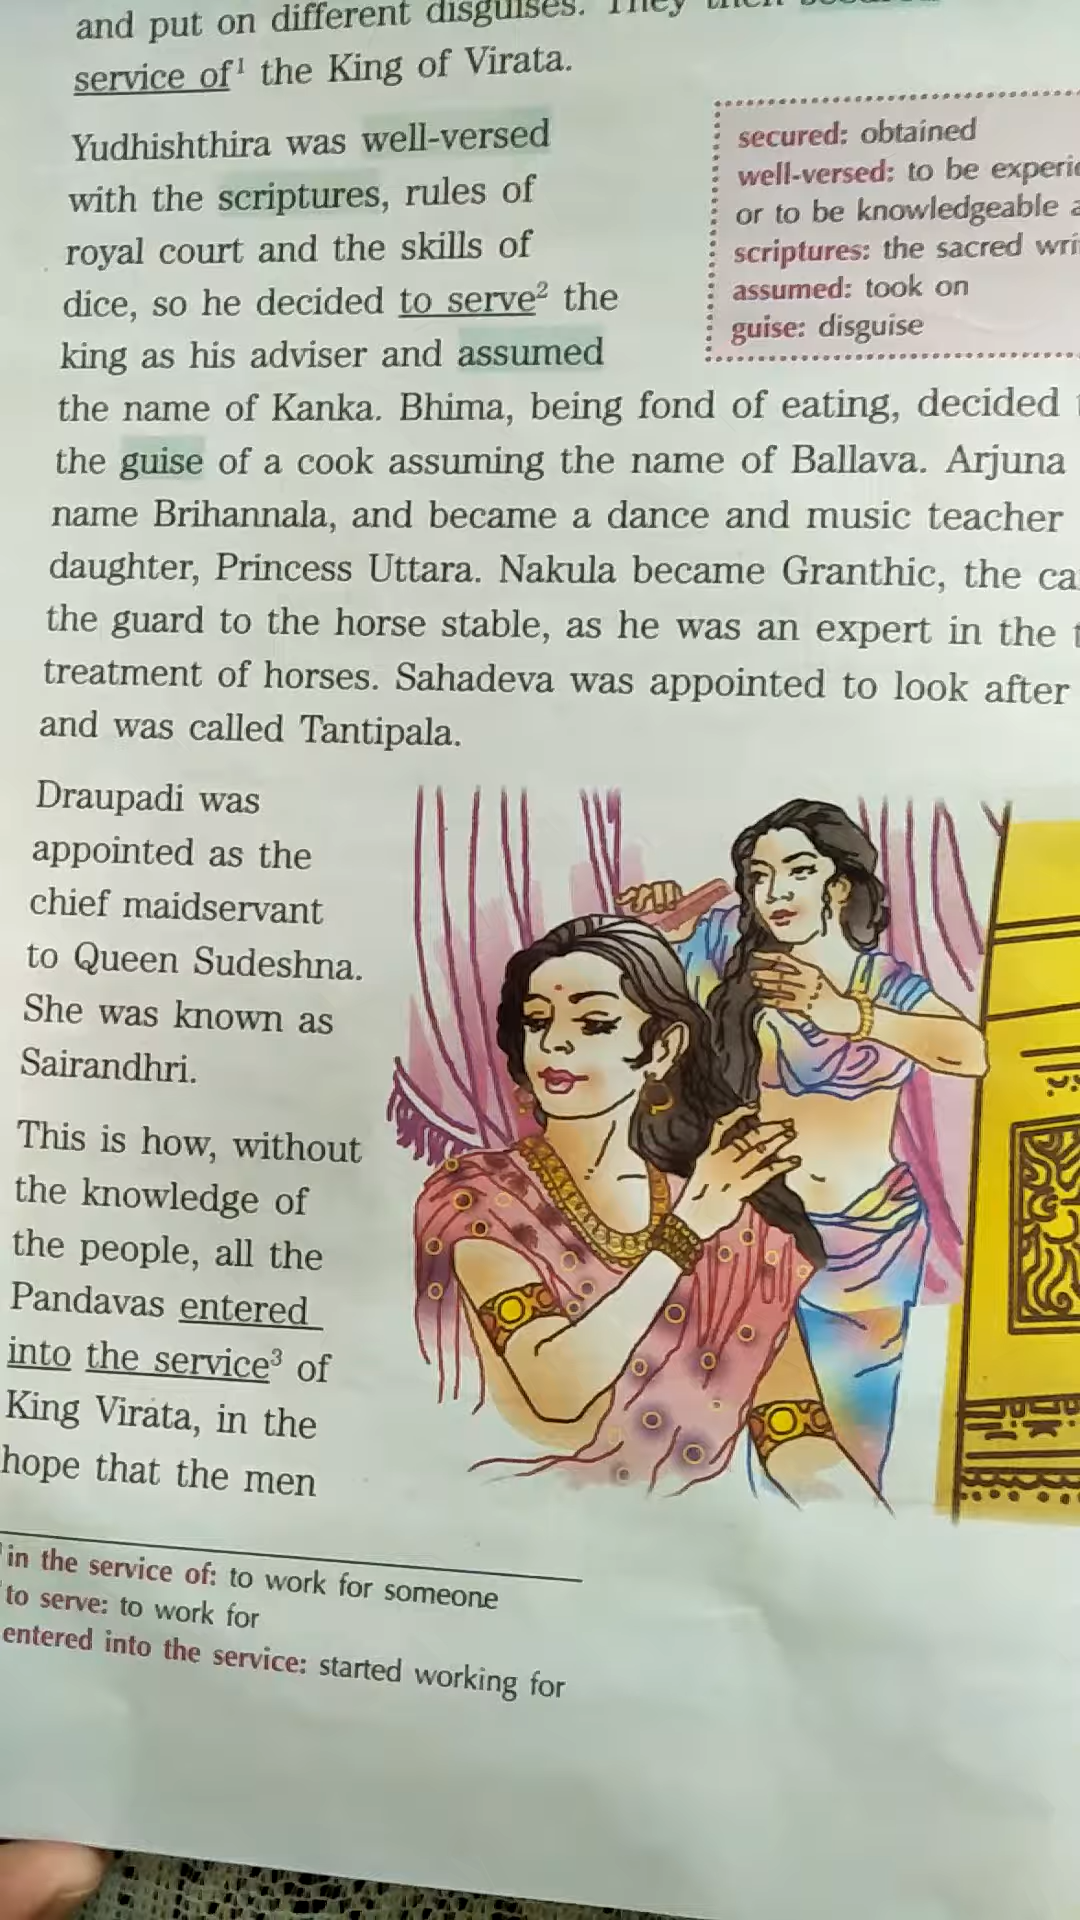 and put on different disguises. They then secured
service of¹ the King of Virata.
Yudhishthira was well-versed
with the scriptures, rules of
royal court and the skills of
dice, so he decided to serve² the
king as his adviser and assumed
the name of Kanka. Bhima, being fond of eating, decided
the guise of a cook assuming the name of Ballava. Arjuna
name Brihannala, and became a dance and music teacher
daughter, Princess Uttara. Nakula became Granthic, the
the guard to the horse stable, as he was an expert in the
treatment of horses. Sahadeva was appointed to look after
and was called Tantipala.
secured: obtained
well-versed: to be
or to be knowledgeable
scriptures: the sacred
assumed: took on
guise: disguise
Draupadi was
appointed as the
chief maidservant
to Queen Sudeshna.
She was known as
Sairandhri.
This is how, without
the knowledge of
the people, all the
Pandavas entered
into the service³ of
King Virata, in the
hope that the men
in the service of: to work for someone
to serve: to work for
entered into the service: started working for